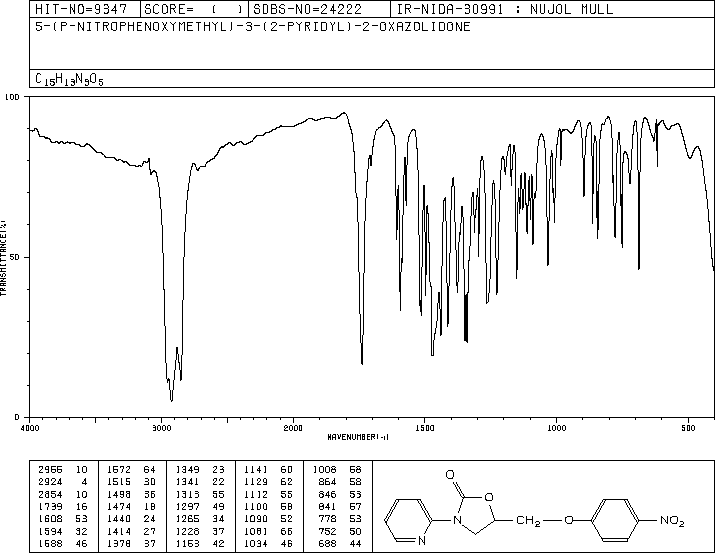 HIT-NO=9347 SCORE= ( ) SDBS-NO=24222 IR-NIDA-30991 : NUJOL MULL
5-(P-NITROPHENOXYMETHYL)-3-(2-PYRIDYL)-2-OXAZOLIDONE
C15H13N3O5
100
50
0
TRANSMITTANCE(%)
4000 3000 2000 1500 1000 500
WAVENUMBER(-1)
2955 10 1572 64 1349 23 1141 60 1008 58
2924 4 1515 30 1341 22 1129 62 864 58
2854 10 1498 36 1313 55 1112 55 846 53
1739 16 1474 18 1297 49 1100 58 841 57
1608 53 1440 24 1265 34 1090 52 778 53
1594 32 1414 27 1228 37 1081 66 752 50
1588 46 1378 37 1153 42 1034 46 688 44
O
O
N
N
CH2
O
NO2